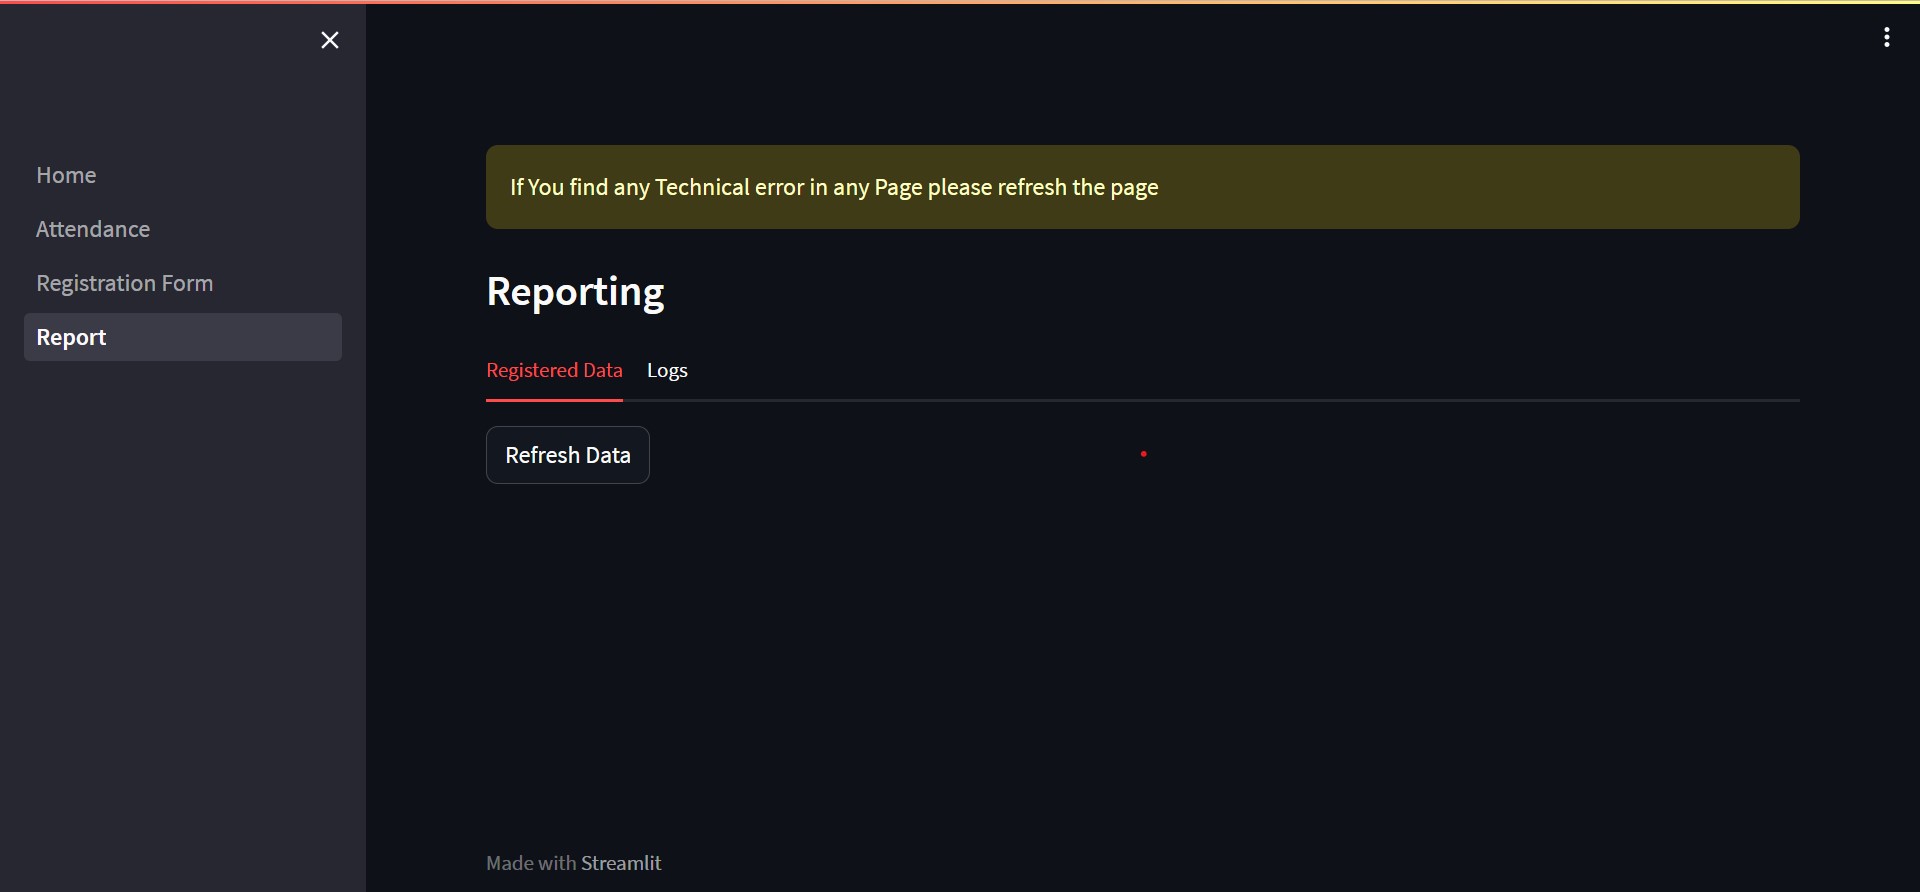 Home
Attendance
Registration Form
Report
If You find any Technical error in any Page please refresh the page
Reporting
Registered Data Logs
Refresh Data
Made with Streamlit